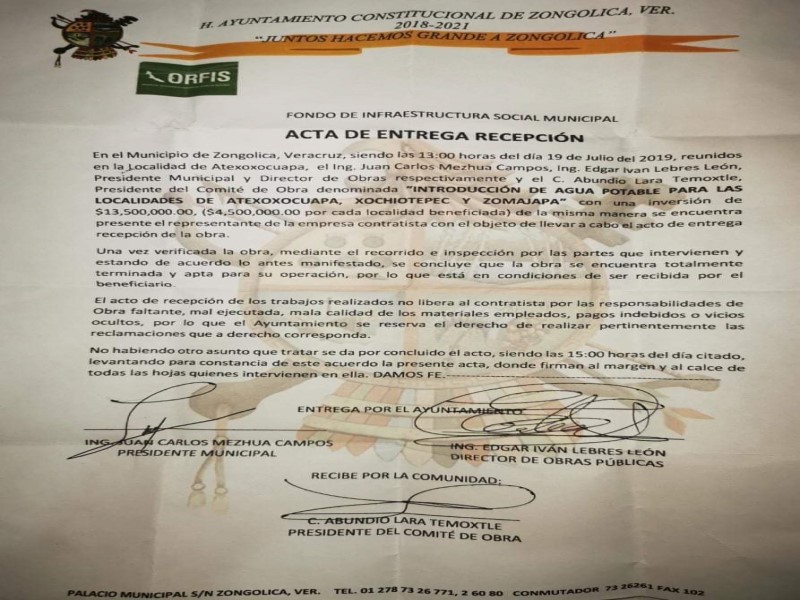 H. AYUNTAMIENTO CONSTITUCIONAL DE ZONGOLICA, VER.
2018-2021
"JUNTOS HACEMOS GRANDE A ZONGOLICA"
ORFIS
FONDO DE INFRAESTRUCTURA SOCIAL MUNICIPAL
ACTA DE ENTREGA RECEPCIÓN
En el Municipio de Zongolica, Veracruz, siendo las 13:00 horas del día 19 de Julio del 2019, reunidos
en la Localidad de Atexoxocuapa, el Ing. Juan Carlos Mezhua Campos, Ing. Edgar Ivan Lebres León,
Presidente Municipal y Director de Obras respectivamente y el C. Abundio Lara Temoxtle,
Presidente del Comité de Obra denominada "INTRODUCCIÓN DE AGUA POTABLE PARA LAS
LOCALIDADES DE ATEXOXOCUAPA, XOCHIOTEPEC Y ZOMAJAPA" con una inversión de
$13,500,000.00, ($4,500,000.00 por cada localidad beneficiada) de la misma manera se encuentra
presente el representante de la empresa contratista con el objeto de llevar a cabo el acto de entrega
recepción de la obra.
Una vez verificada la obra, mediante el recorrido e inspección por las partes que intervienen y
estando de acuerdo lo antes manifestado, se concluye que la obra se encuentra totalmente
terminada y apta para su operación, por lo que está en condiciones de ser recibida por el
beneficiario.
El acto de recepción de los trabajos realizados no libera al contratista por las responsabilidades de
Obra faltante, mal ejecutada, mala calidad de los materiales empleados, pagos indebidos o vicios
ocultos, por lo que el Ayuntamiento se reserva el derecho de realizar pertinentemente las
reclamaciones que a derecho corresponda.
No habiendo otro asunto que tratar se da por concluido el acto, siendo las 15:00 horas del día citado,
levantando para constancia de este acuerdo la presente acta, donde firman al margen y al calce de
todas las hojas quienes intervienen en ella. DAMOS FE.
ENTREGA POR EL AYUNTAMIENTO
ING. JUAN CARLOS MEZHUA CAMPOS
PRESIDENTE MUNICIPAL
ING. EDGAR IVÁN LEBRES LEÓN
DIRECTOR DE OBRAS PÚBLICAS
RECIBE POR LA COMUNIDAD:
C. ABUNDIO LARA TEMOXTLE
PRESIDENTE DEL COMITÉ DE OBRA
PALACIO MUNICIPAL S/N ZONGOLICA, VER. TEL. 01 278 73 26 771, 2 60 80 CONMUTADOR 73 26261 FAX 102